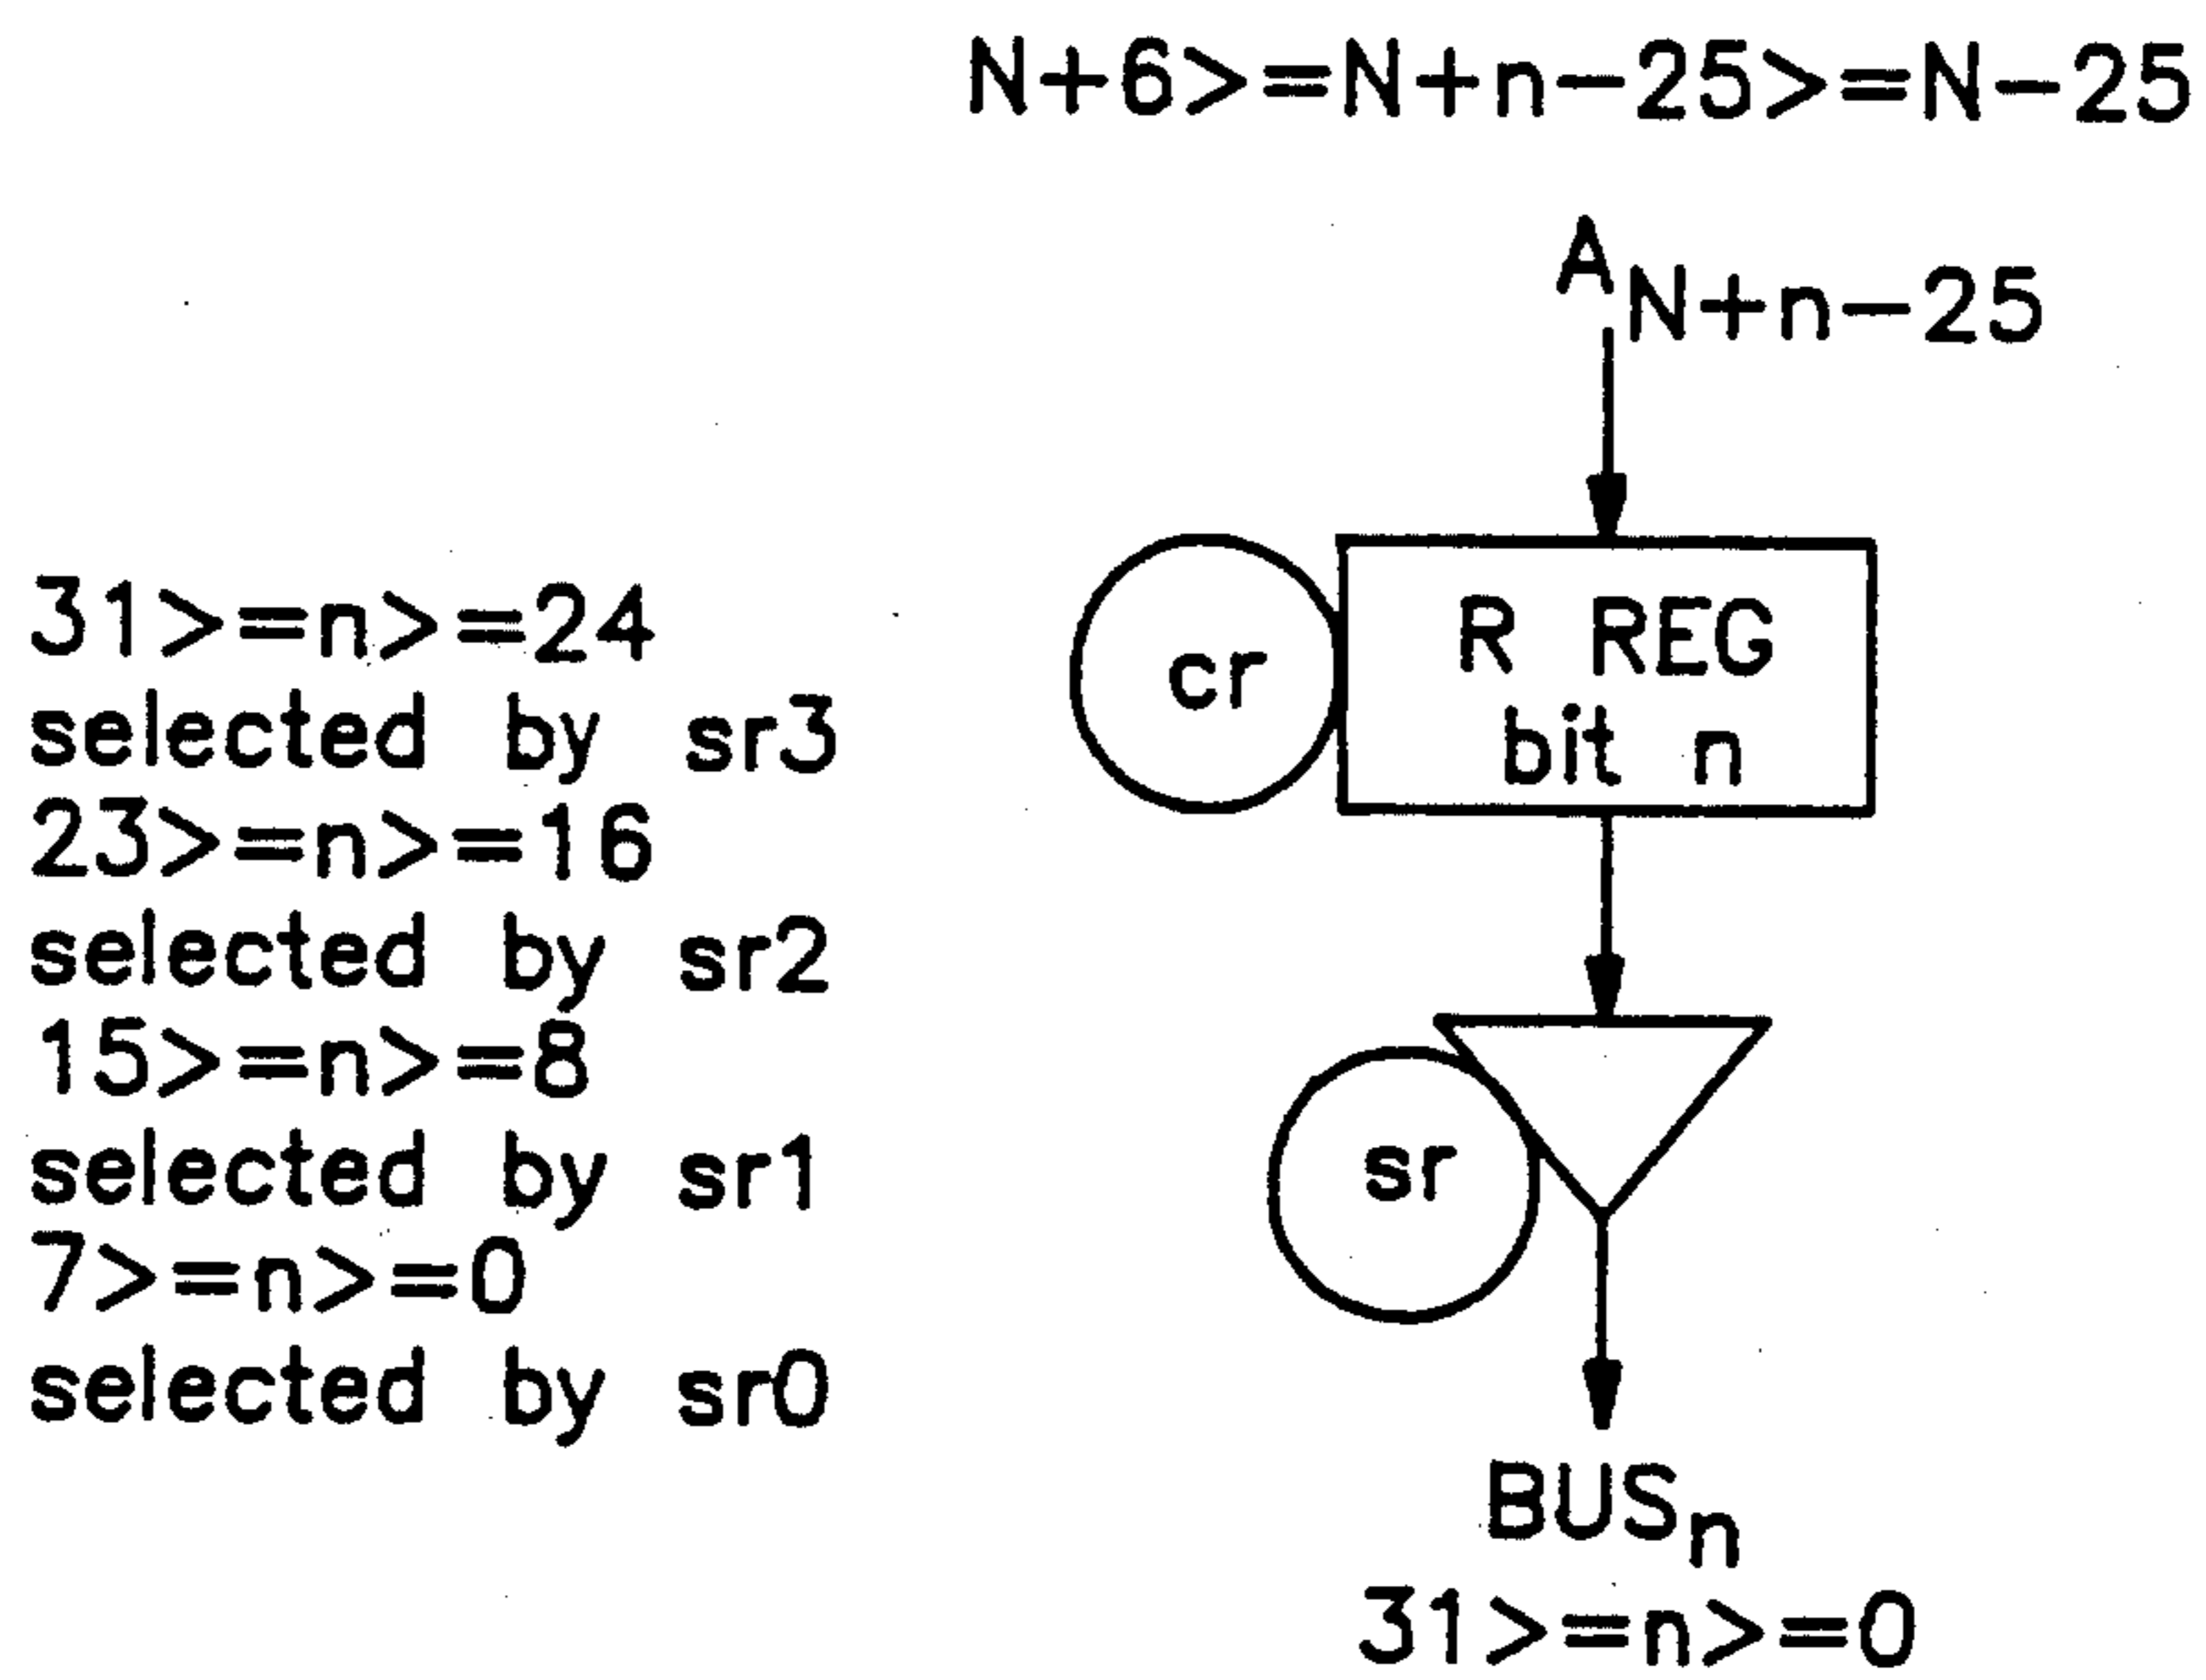 N+6>=N+n-25>=N-25
A N+n-25
31>=n>=24
selected by sr3
23>=n>=16
selected by sr2
15>=n>=8
selected by sr1
7>=n>=0
selected by sr0
cr
R REG
bit n
sr
BUSn
31>=n>=0